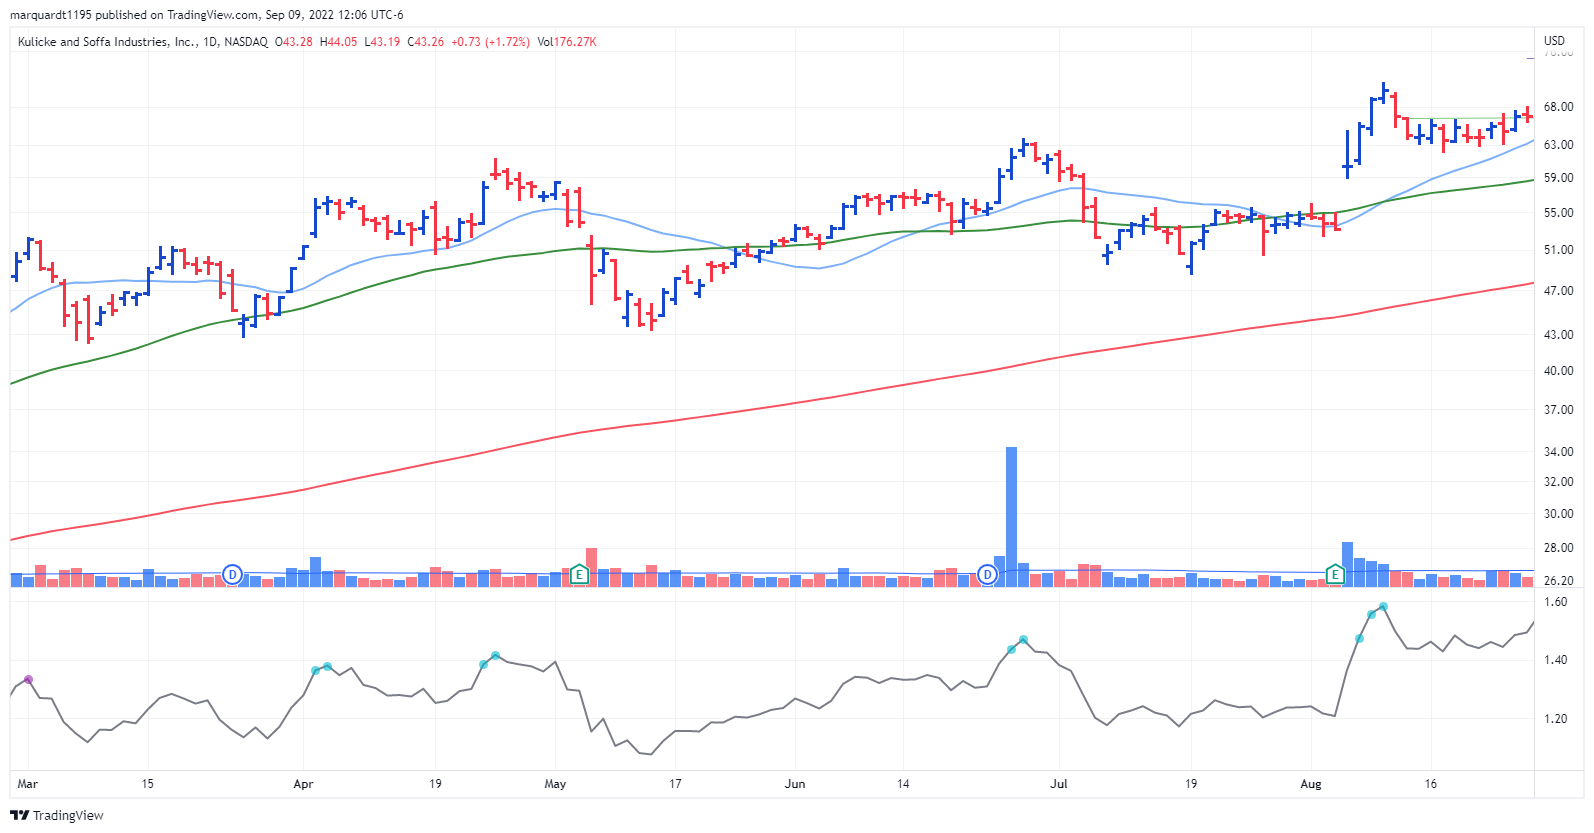 marquardt1195 published on TradingView.com, Sep 09, 2022 12:06 UTC-6
Kulicke and Soffa Industries, Inc., 1D, NASDAQ O43.28 H44.05 L43.19 C43.26 +0.73 (+1.72%) Vol176.27K
USD
68.00
63.00
59.00
55.00
51.00
47.00
43.00
40.00
37.00
34.00
32.00
30.00
28.00
26.20
D
E
D
E
1.60
1.40
1.20
Mar 15 Apr 19 May 17 Jun 14 Jul 19 Aug 16
TradingView